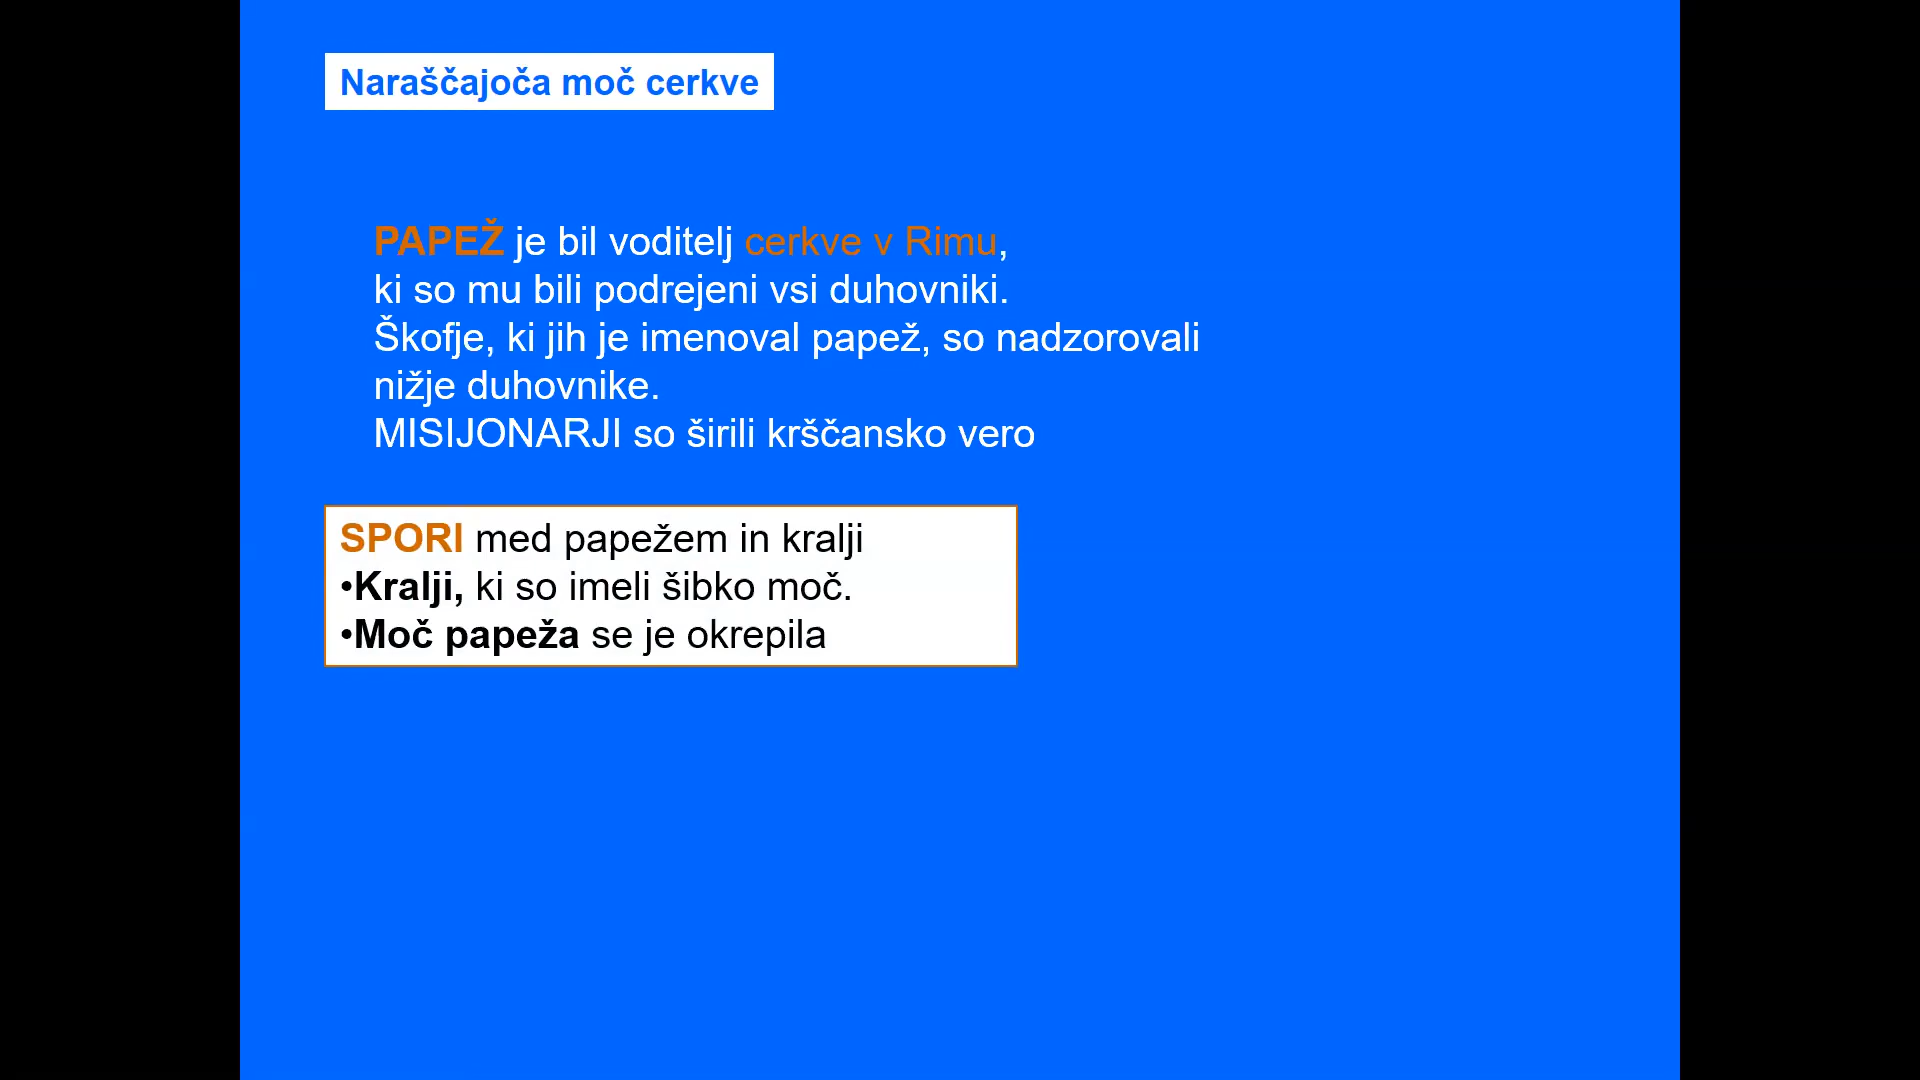 Naraščajoča moč cerkve
PAPEŽ je bil voditelj cerkve v Rimu,
ki so mu bili podrejeni vsi duhovniki.
Škofje, ki jih je imenoval papež, so nadzorovali
nižje duhovnike.
MISIJONARJI so širili krščansko vero
SPORI med papežem in kralji
•Kralji, ki so imeli šibko moč.
•Moč papeža se je okrepila